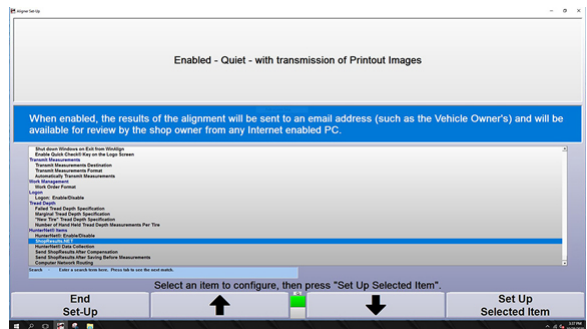 Aligner Set-Up
Enabled - Quiet - with transmission of Printout Images
When enabled, the results of the alignment will be sent to an email address (such as the Vehicle Owner's) and will be
available for review by the shop owner from any Internet enabled PC.
Shut down Windows on Exit from WinAlign
Enable Quick Check® Key on the Logo Screen
Transmit Measurements
Transmit Measurements Destination
Transmit Measurements Format
Automatically Transmit Measurements
Work Management
Work Order Format
Logon
Logon: Enable/Disable
Tread Depth
Failed Tread Depth Specification
Marginal Tread Depth Specification
"New Tire" Tread Depth Specification
Number of Hand Held Tread Depth Measurements Per Tire
HunterNet® Items
HunterNet®: Enable/Disable
ShopResults.NET
HunterNet® Data Collection
Send ShopResults After Compensation
Send ShopResults After Saving Before Measurements
Computer Network Routing
Search - Enter a search term here. Press tab to see the next match.
Select an item to configure, then press "Set Up Selected Item".
End
Set-Up
Set Up
Selected Item
3:57 PM